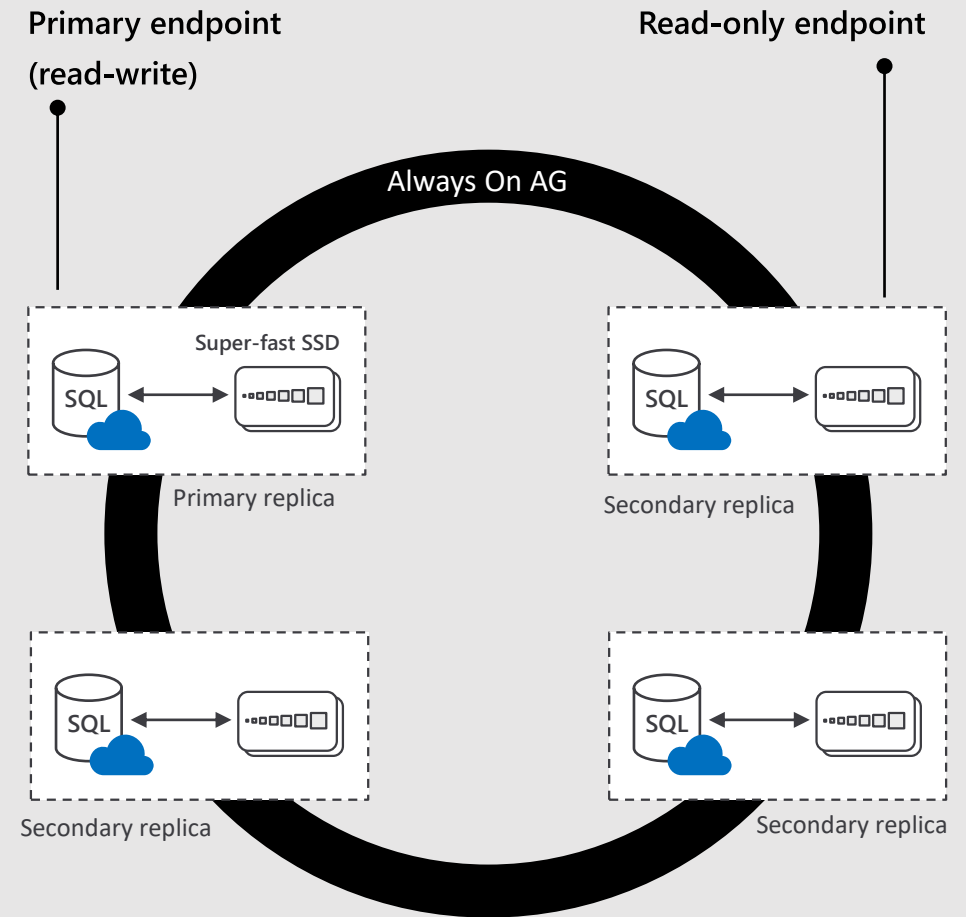 Primary endpoint
(read-write)
Read-only endpoint
Always On AG
Super-fast SSD
SQL
Primary replica
SQL
Secondary replica
SQL
Secondary replica
SQL
Secondary replica